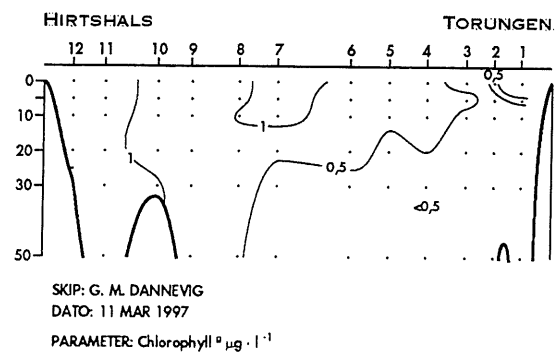 HIRTSHALS TORUNGEN
12 11 10 9 8 7 6 5 4 3 2 1
0,5
0
10
1
20
1
0,5
30
<0,5
50
SKIP: G. M. DANNEVIG
DATO: 11 MAR 1997
PARAMETER: Chlorophyll a µg · l -1